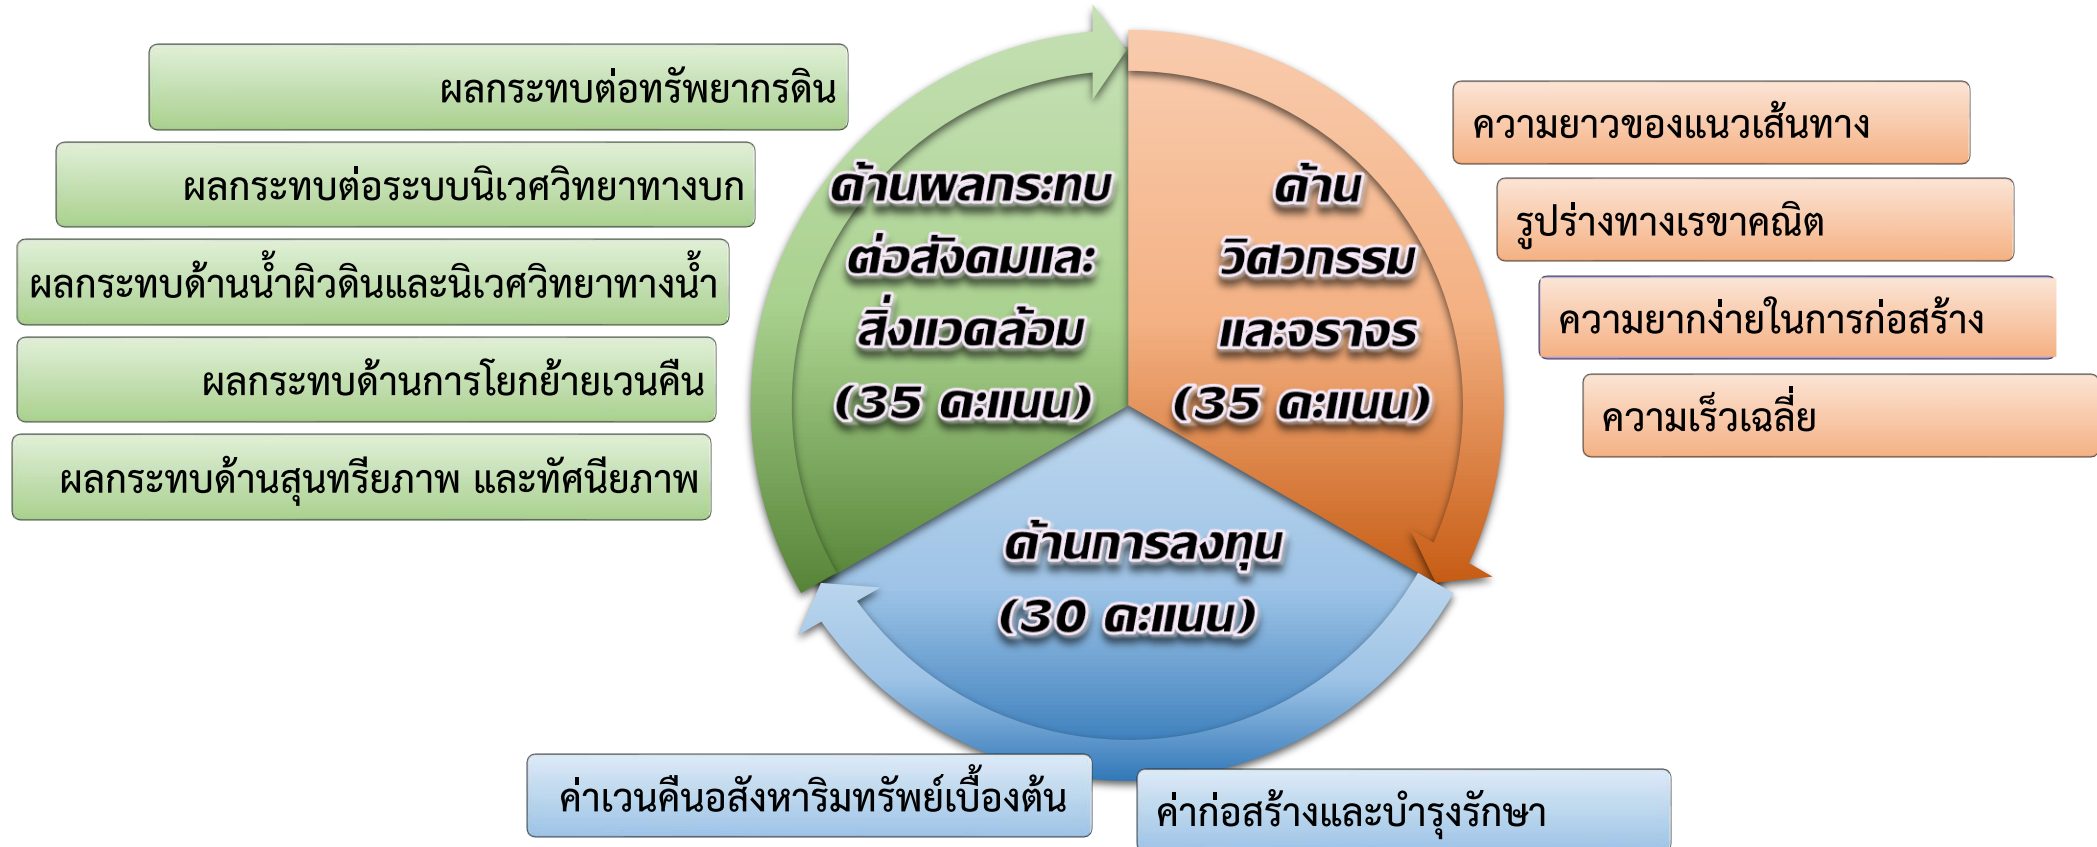 ผลกระทบต่อทรัพยากรดิน
ผลกระทบต่อระบบนิเวศวิทยาทางบก
ผลกระทบด้านน้ำผิวดินและนิเวศวิทยาทางน้ำ
ผลกระทบด้านการโยกย้ายเวนคืน
ผลกระทบด้านสุนทรียภาพ และทัศนียภาพ
ด้านผลกระทบ
ต่อสังคมและ
สิ่งแวดล้อม
(35 คะแนน)
ด้าน
วิศวกรรม
และจราจร
(35 คะแนน)
ความยาวของแนวเส้นทาง
รูปร่างทางเรขาคณิต
ความยากง่ายในการก่อสร้าง
ความเร็วเฉลี่ย
ด้านการลงทุน
(30 คะแนน)
ค่าเวนคืนอสังหาริมทรัพย์เบื้องต้น
ค่าก่อสร้างและบำรุงรักษา